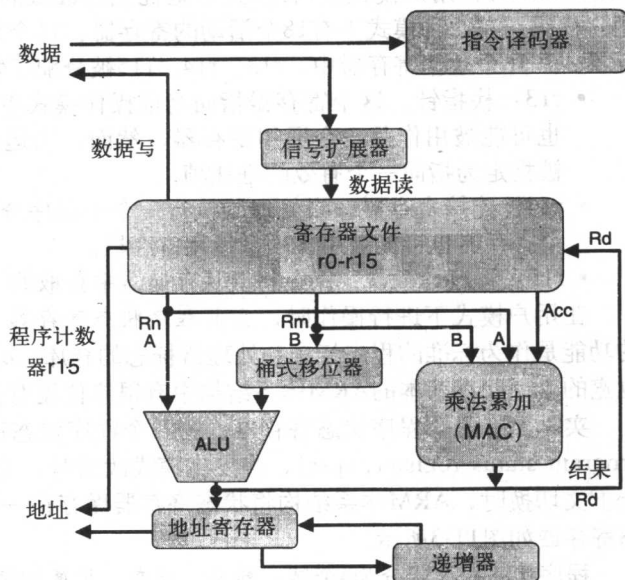 数据
指令译码器
数据写
信号扩展器
数据读
寄存器文件
r0-r15
Rd
Rn
A
Rm
B
B
A
Acc
程序计数
器r15
桶式移位器
乘法累加
(MAC)
ALU
结果
Rd
地址
地址寄存器
递增器